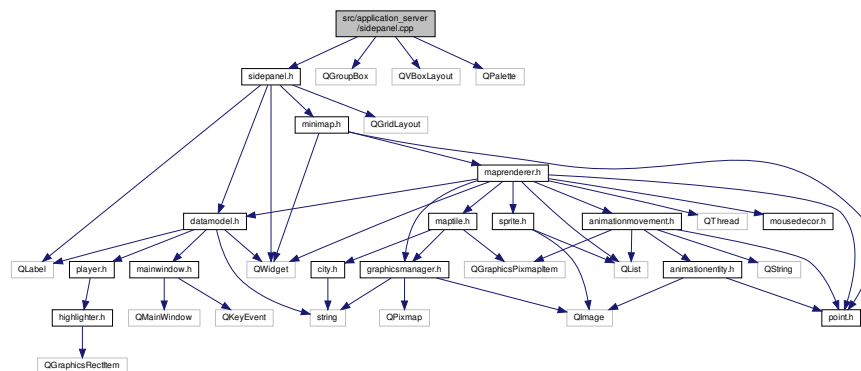 src/application_server
/sidepanel.cpp
sidepanel.h
QGroupBox
QVBoxLayout
QPalette
minimap.h
QGridLayout
maprenderer.h
datamodel.h
maptile.h
sprite.h
animationmovement.h
QThread
mousedecor.h
QLabel
player.h
mainwindow.h
QWidget
city.h
graphicsmanager.h
QGraphicsPixmapItem
QList
animationentity.h
QString
highlighter.h
QMainWindow
QKeyEvent
string
QPixmap
QImage
point.h
QGraphicsRectItem